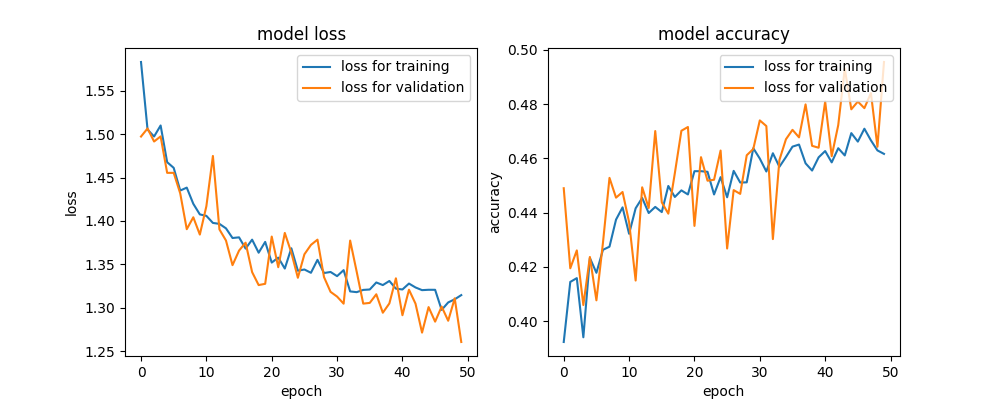 model loss
loss for training
loss for validation
1.55
1.50
1.45
1.40
1.35
1.30
1.25
loss
0
10
20
30
40
50
epoch
model accuracy
loss for training
loss for validation
0.50
0.48
0.46
0.44
0.42
0.40
accuracy
0
10
20
30
40
50
epoch